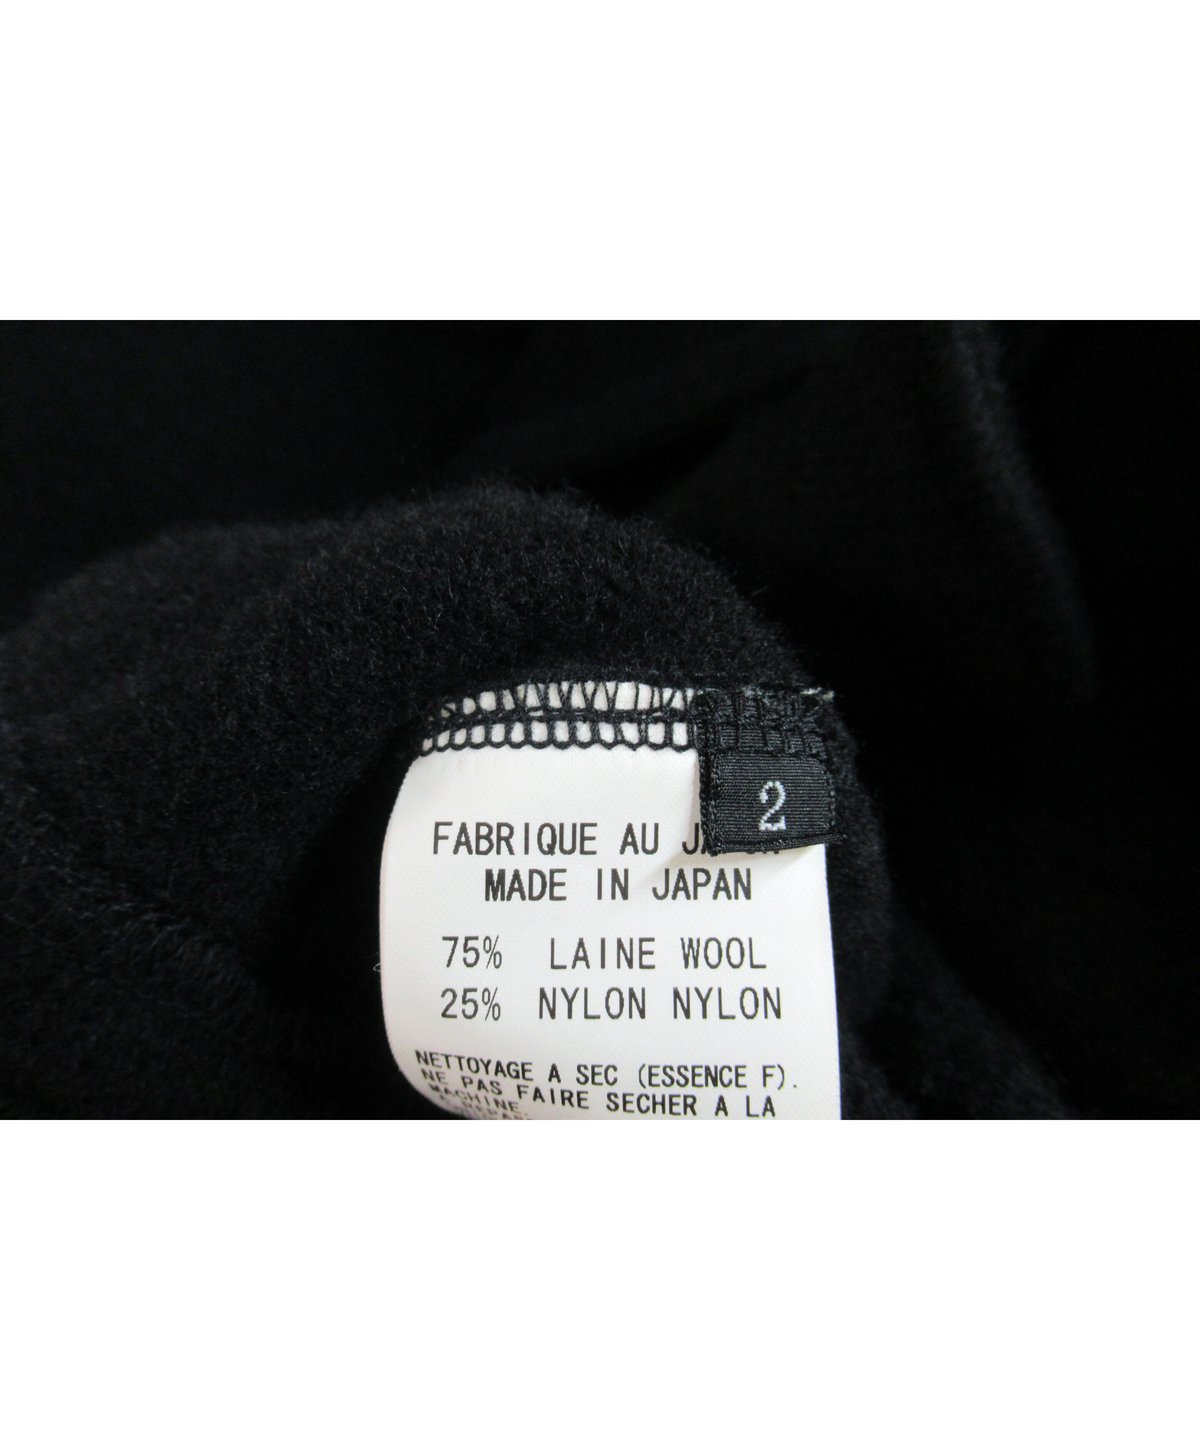 2
FABRIQUE AU
MADE IN JAPAN
75% LAINE WOOL
25% NYLON NYLON
NETTOYAGE A SEC (ESSENCE F).
NE PAS FAIRE SECHER A LA
MACHINE.